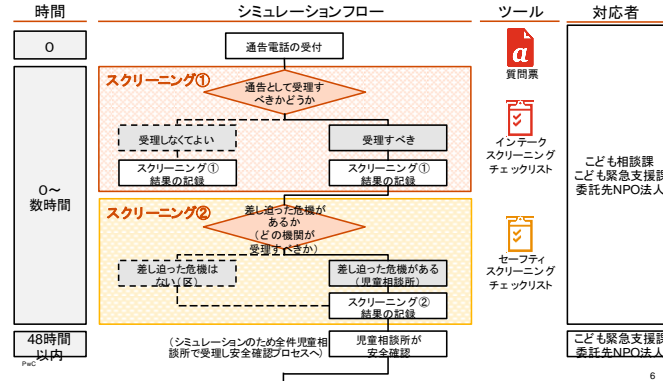 時間
シミュレーションフロー
ツール
対応者
0
通告電話の受付
a
質問票
スクリーニング①
通告として受理す
べきかどうか
受理しなくてよい
受理すべき
スクリーニング①
結果の記録
スクリーニング①
結果の記録
インテーク
スクリーニング
チェックリスト
0～
数時間
こども相談課
こども緊急支援課
委託先NPO法人
スクリーニング②
差し迫った危機が
あるか
（どの機関が
受理すべきか）
差し迫った危機は
ない（区）
差し迫った危機がある
（児童相談所）
スクリーニング②
結果の記録
セーフティ
スクリーニング
チェックリスト
48時間
以内
（シミュレーションのため全件児童相
談所で受理し安全確認プロセスへ）
児童相談所が
安全確認
こども緊急支援課
委託先NPO法人
PwC
6